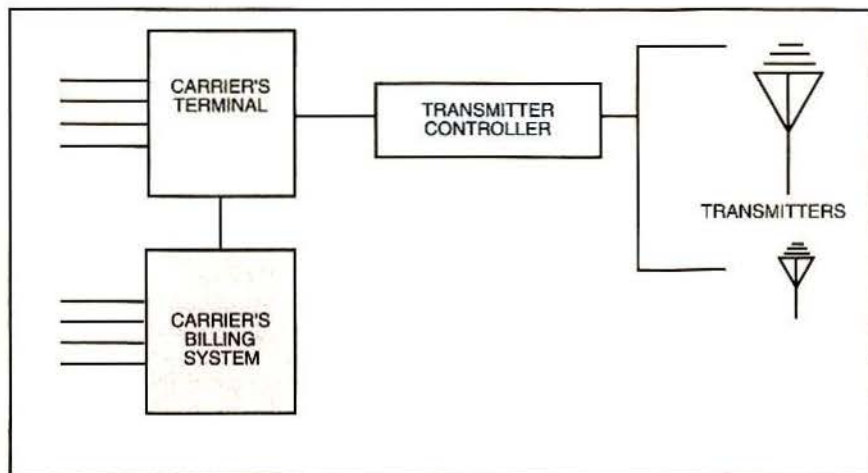 CARRIER'S
TERMINAL
TRANSMITTER
CONTROLLER
TRANSMITTERS
CARRIER'S
BILLING
SYSTEM